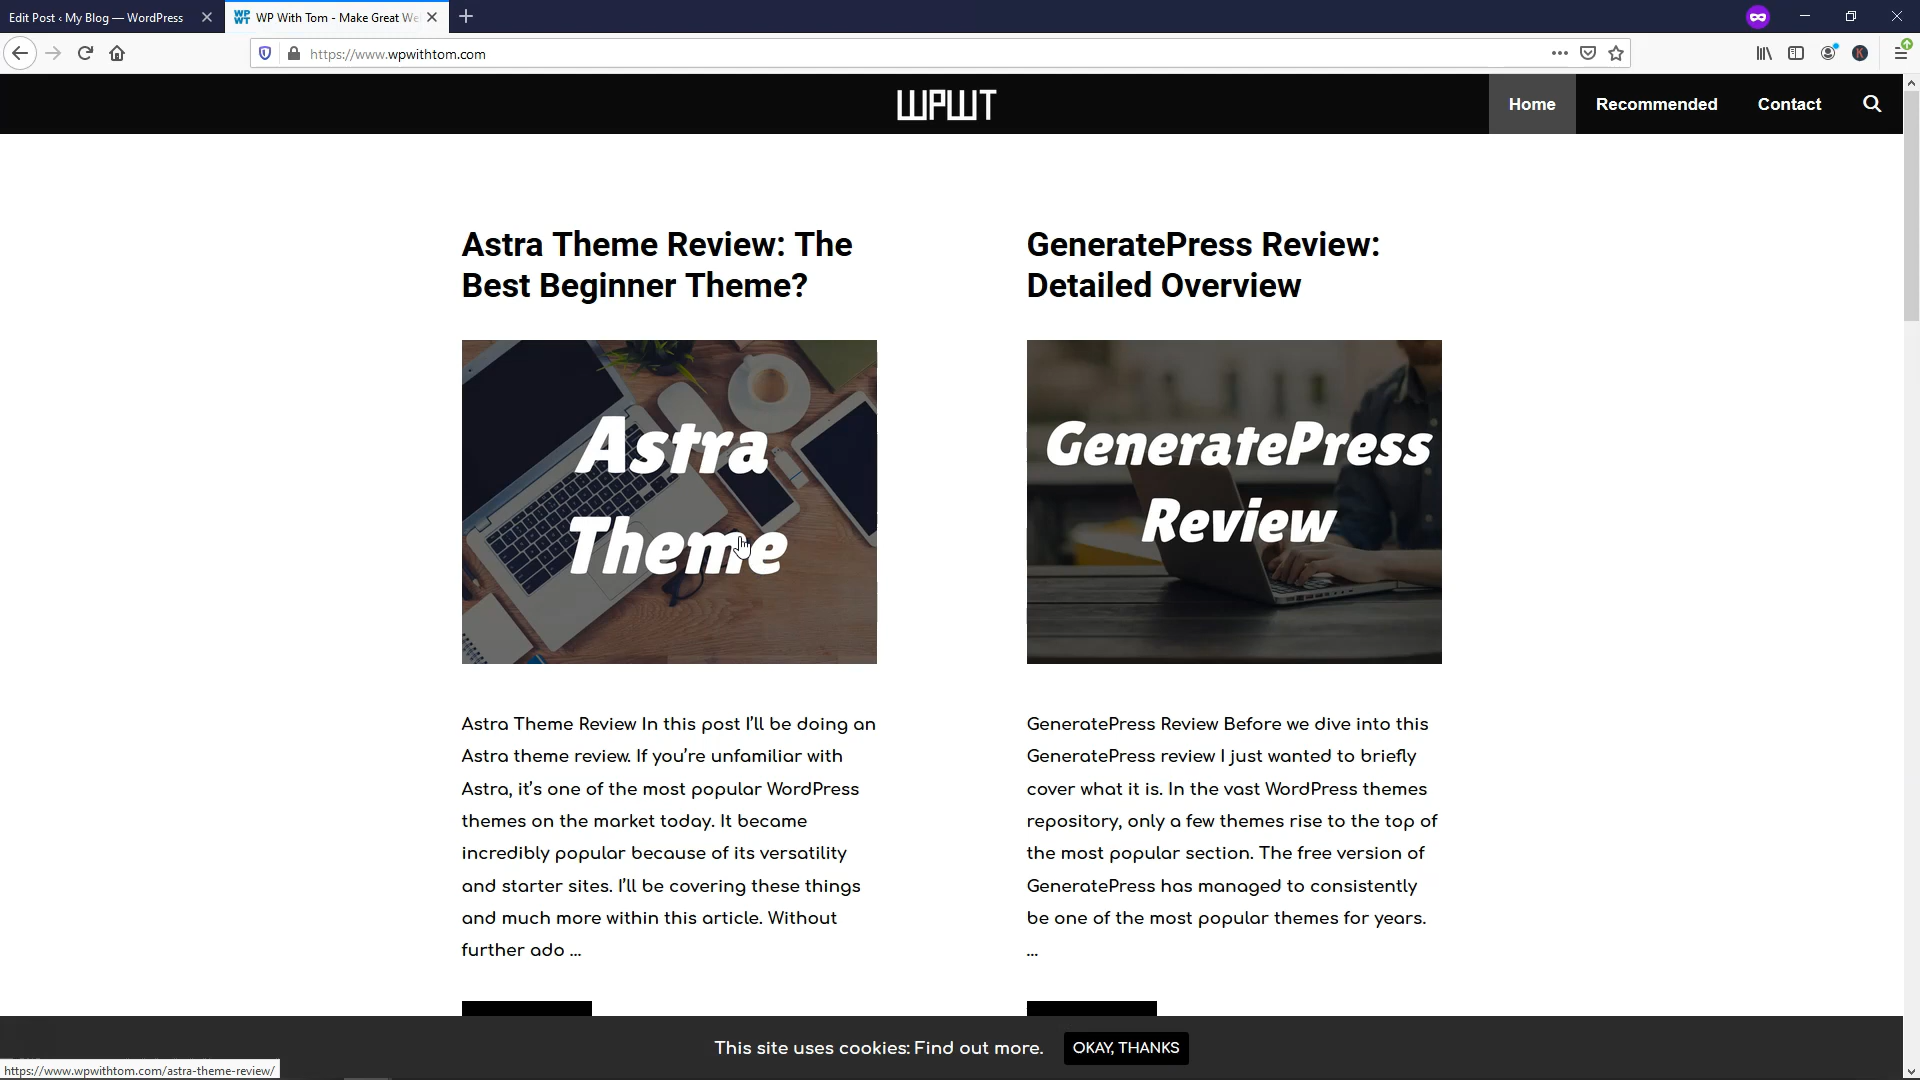 Edit Post ‹ My Blog — WordPress
WP With Tom - Make Great We
https://www.wpwithtom.com
WPWT
Home
Recommended
Contact
Astra Theme Review: The
Best Beginner Theme?
Astra
Theme
Astra Theme Review In this post I’ll be doing an
Astra theme review. If you’re unfamiliar with
Astra, it’s one of the most popular WordPress
themes on the market today. It became
incredibly popular because of its versatility
and starter sites. I’ll be covering these things
and much more within this article. Without
further ado ...
GeneratePress Review:
Detailed Overview
GeneratePress
Review
GeneratePress Review Before we dive into this
GeneratePress review I just wanted to briefly
cover what it is. In the vast WordPress themes
repository, only a few themes rise to the top of
the most popular section. The free version of
GeneratePress has managed to consistently
be one of the most popular themes for years.
...
This site uses cookies: Find out more.
OKAY, THANKS
https://www.wpwithtom.com/astra-theme-review/